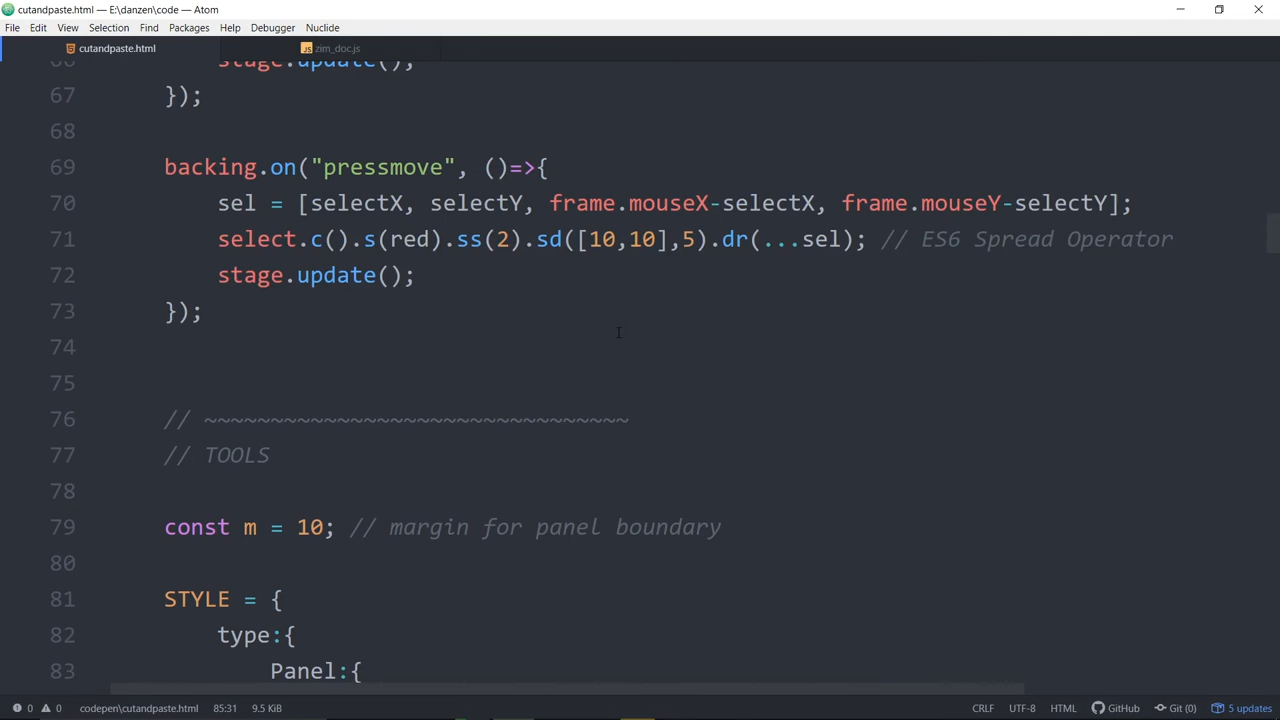 cutandpaste.html — E:\danzen\code — Atom
File Edit View Selection Find Packages Help Debugger Nuclide
cutandpaste.html zim_doc.js
66 stage.update();
67 });
68
69 backing.on("pressmove", ()=>{
70 sel = [selectX, selectY, frame.mouseX-selectX, frame.mouseY-selectY];
71 select.c().s(red).ss(2).sd([10,10],5).dr(...sel); // ES6 Spread Operator
72 stage.update();
73 });
74
75
76 // ~~~~~~~~~~~~~~~~~~~~~~~~~~~~~~~~
77 // TOOLS
78
79 const m = 10; // margin for panel boundary
80
81 STYLE = {
82 type:{
83 Panel:{
0 0 codepen\cutandpaste.html 85:31 9.5 KiB CRLF UTF-8 HTML GitHub Git (0) 5 updates